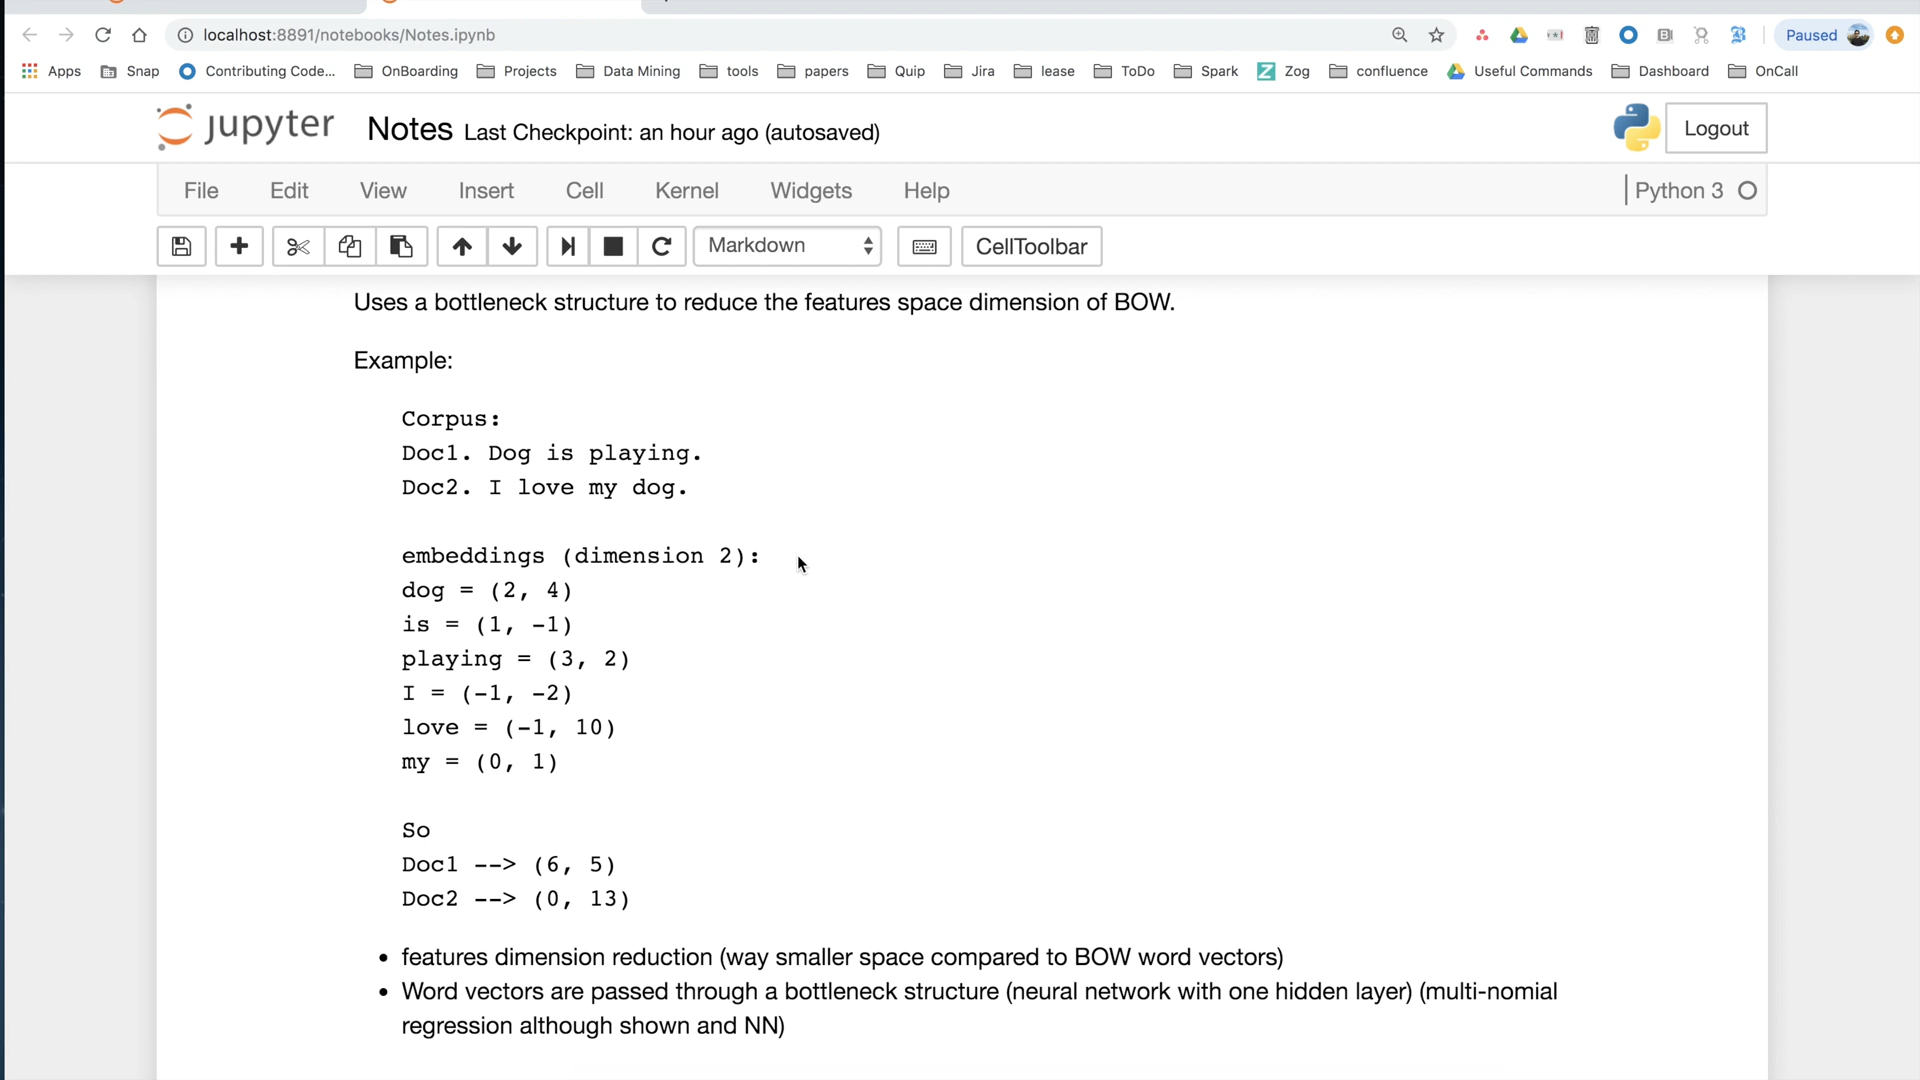 localhost:8891/notebooks/Notes.ipynb
Paused
Apps Snap Contributing Code... OnBoarding Projects Data Mining tools papers Quip Jira lease ToDo Spark Zog confluence Useful Commands Dashboard OnCall
jupyter Notes Last Checkpoint: an hour ago (autosaved)
Logout
File Edit View Insert Cell Kernel Widgets Help
Python 3
Markdown
CellToolbar
Uses a bottleneck structure to reduce the features space dimension of BOW.
Example:
Corpus:
Doc1. Dog is playing.
Doc2. I love my dog.
embeddings (dimension 2):
dog = (2, 4)
is = (1, -1)
playing = (3, 2)
I = (-1, -2)
love = (-1, 10)
my = (0, 1)
So
Doc1 --> (6, 5)
Doc2 --> (0, 13)
• features dimension reduction (way smaller space compared to BOW word vectors)
• Word vectors are passed through a bottleneck structure (neural network with one hidden layer) (multi-nomial
regression although shown and NN)